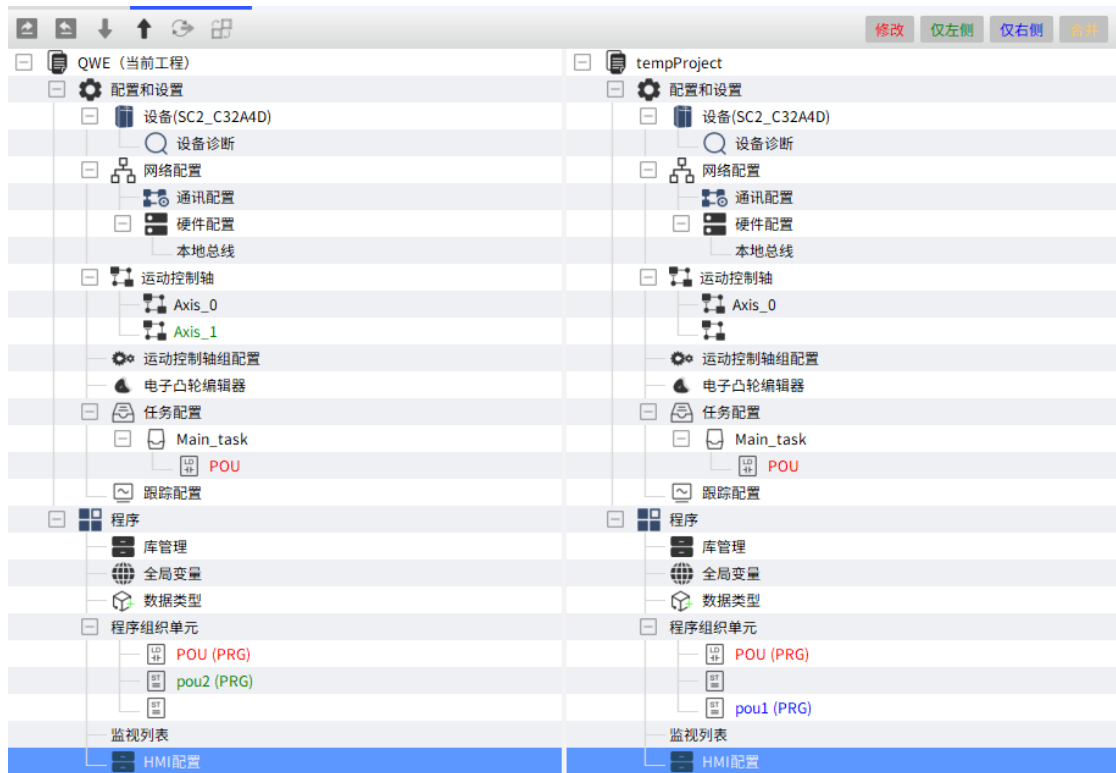 修改 仅左侧 仅右侧 合并
QWE（当前工程）
配置和设置
设备(SC2_C32A4D)
设备诊断
网络配置
通讯配置
硬件配置
本地总线
运动控制轴
Axis_0
Axis_1
运动控制轴组配置
电子凸轮编辑器
任务配置
Main_task
LD POU
跟踪配置
程序
库管理
全局变量
数据类型
程序组织单元
LD POU (PRG)
ST pou2 (PRG)
ST
监视列表
HMI配置
tempProject
配置和设置
设备(SC2_C32A4D)
设备诊断
网络配置
通讯配置
硬件配置
本地总线
运动控制轴
Axis_0
运动控制轴组配置
电子凸轮编辑器
任务配置
Main_task
LD POU
跟踪配置
程序
库管理
全局变量
数据类型
程序组织单元
LD POU (PRG)
ST
ST pou1 (PRG)
监视列表
HMI配置